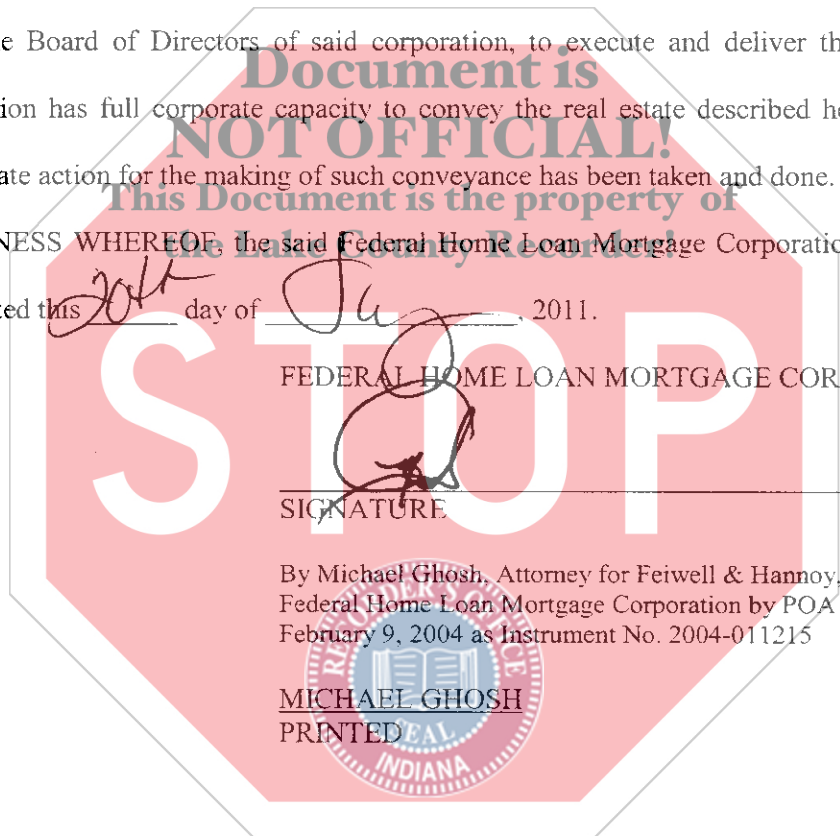 e Board of Directors of said corporation, to execute and deliver th
Document is
ion has full corporate capacity to convey the real estate described he
NOT OFFICIAL!
ate action for the making of such conveyance has been taken and done.
This Document is the property of
NESS WHEREOF, the said Federal Home Loan Mortgage Corporatio
the Lake County Recorder!
ted this 20th day of Ja , 2011.
STOP
FEDERAL HOME LOAN MORTGAGE COR
SIGNATURE
By Michael Ghosh, Attorney for Feiwell & Hannoy,
Federal Home Loan Mortgage Corporation by POA
February 9, 2004 as Instrument No. 2004-011215
RECORDER'S OFFICE
MICHAEL GHOSH
PRINTED
SEAL
INDIANA